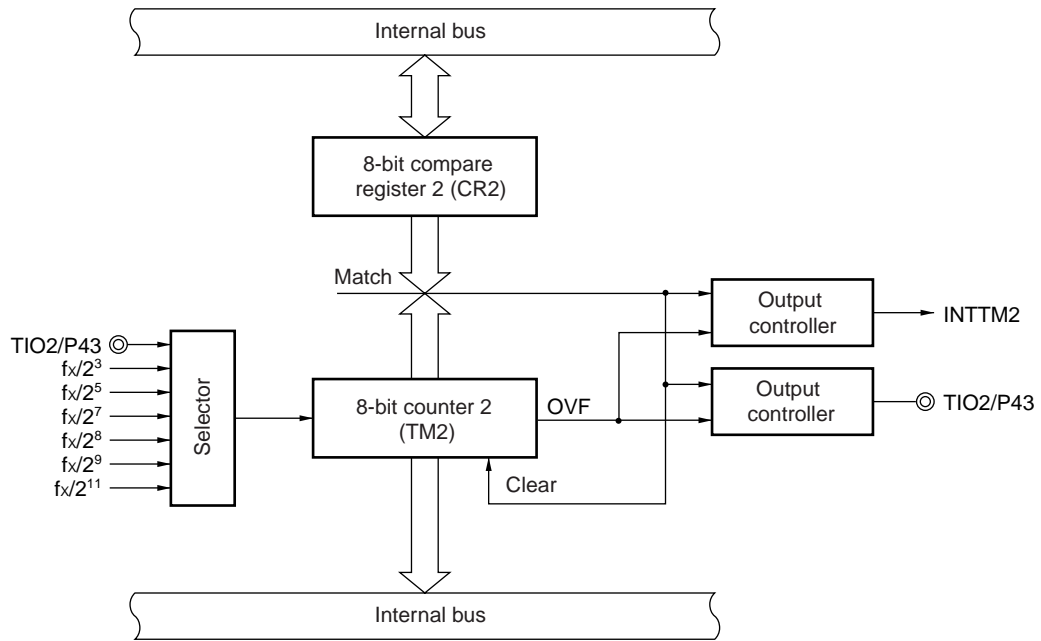 Internal bus
8-bit compare
register 2 (CR2)
Match
Output
controller
INTTM2
TIO2/P43
fx/2³
fx/2⁵
fx/2⁷
fx/2⁸
fx/2⁹
fx/2¹¹
Selector
8-bit counter 2
(TM2)
OVF
Output
controller
TIO2/P43
Clear
Internal bus